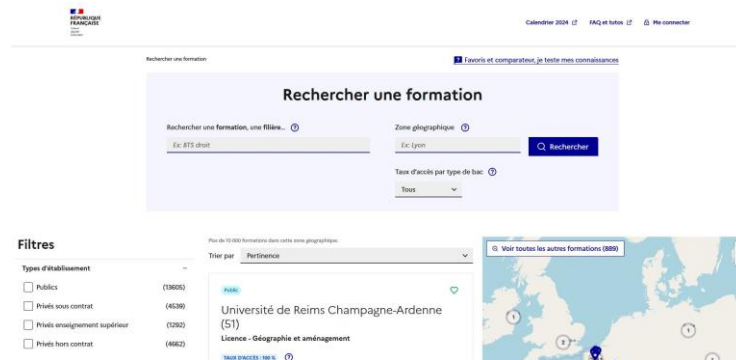 RÉPUBLIQUE
FRANÇAISE
Calendrier 2024 FAQ et tutos Me connecter
Rechercher une formation
Favoris et comparateur, je teste mes connaissances
Rechercher une formation
Rechercher une formation, une filière... ?
Zone géographique ?
Ex: BTS droit
Ex: Lyon
Rechercher
Taux d'accès par type de bac ?
Tous
Filtres
Plus de 15 000 formations dans cette zone géographique.
Trier par Pertinence
Voir toutes les autres formations (889)
Types d'établissement
Publics (13605)
Privés sous contrat (4539)
Privés enseignement supérieur (1292)
Privés hors contrat (4662)
Public
Université de Reims Champagne-Ardenne
(51)
Licence - Géographie et aménagement
TAUX D'ACCÈS : 100 % ?